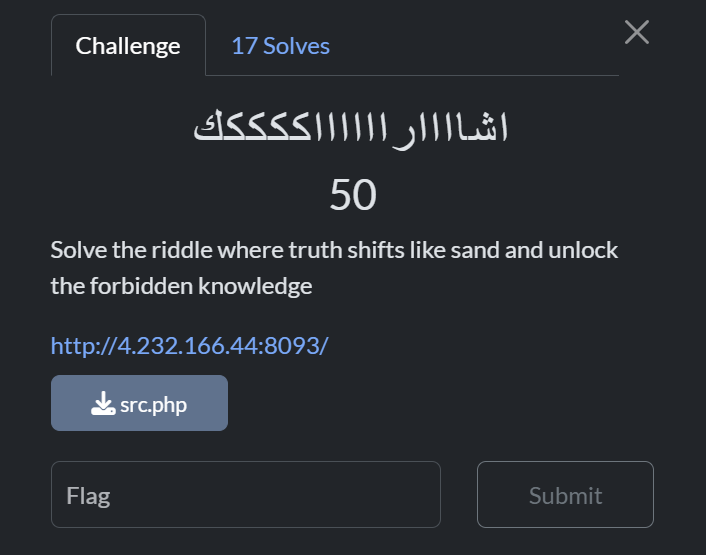 Challenge
17 Solves
اشاااار ااااااككككك
50
Solve the riddle where truth shifts like sand and unlock
the forbidden knowledge
http://4.232.166.44:8093/
src.php
Flag
Submit